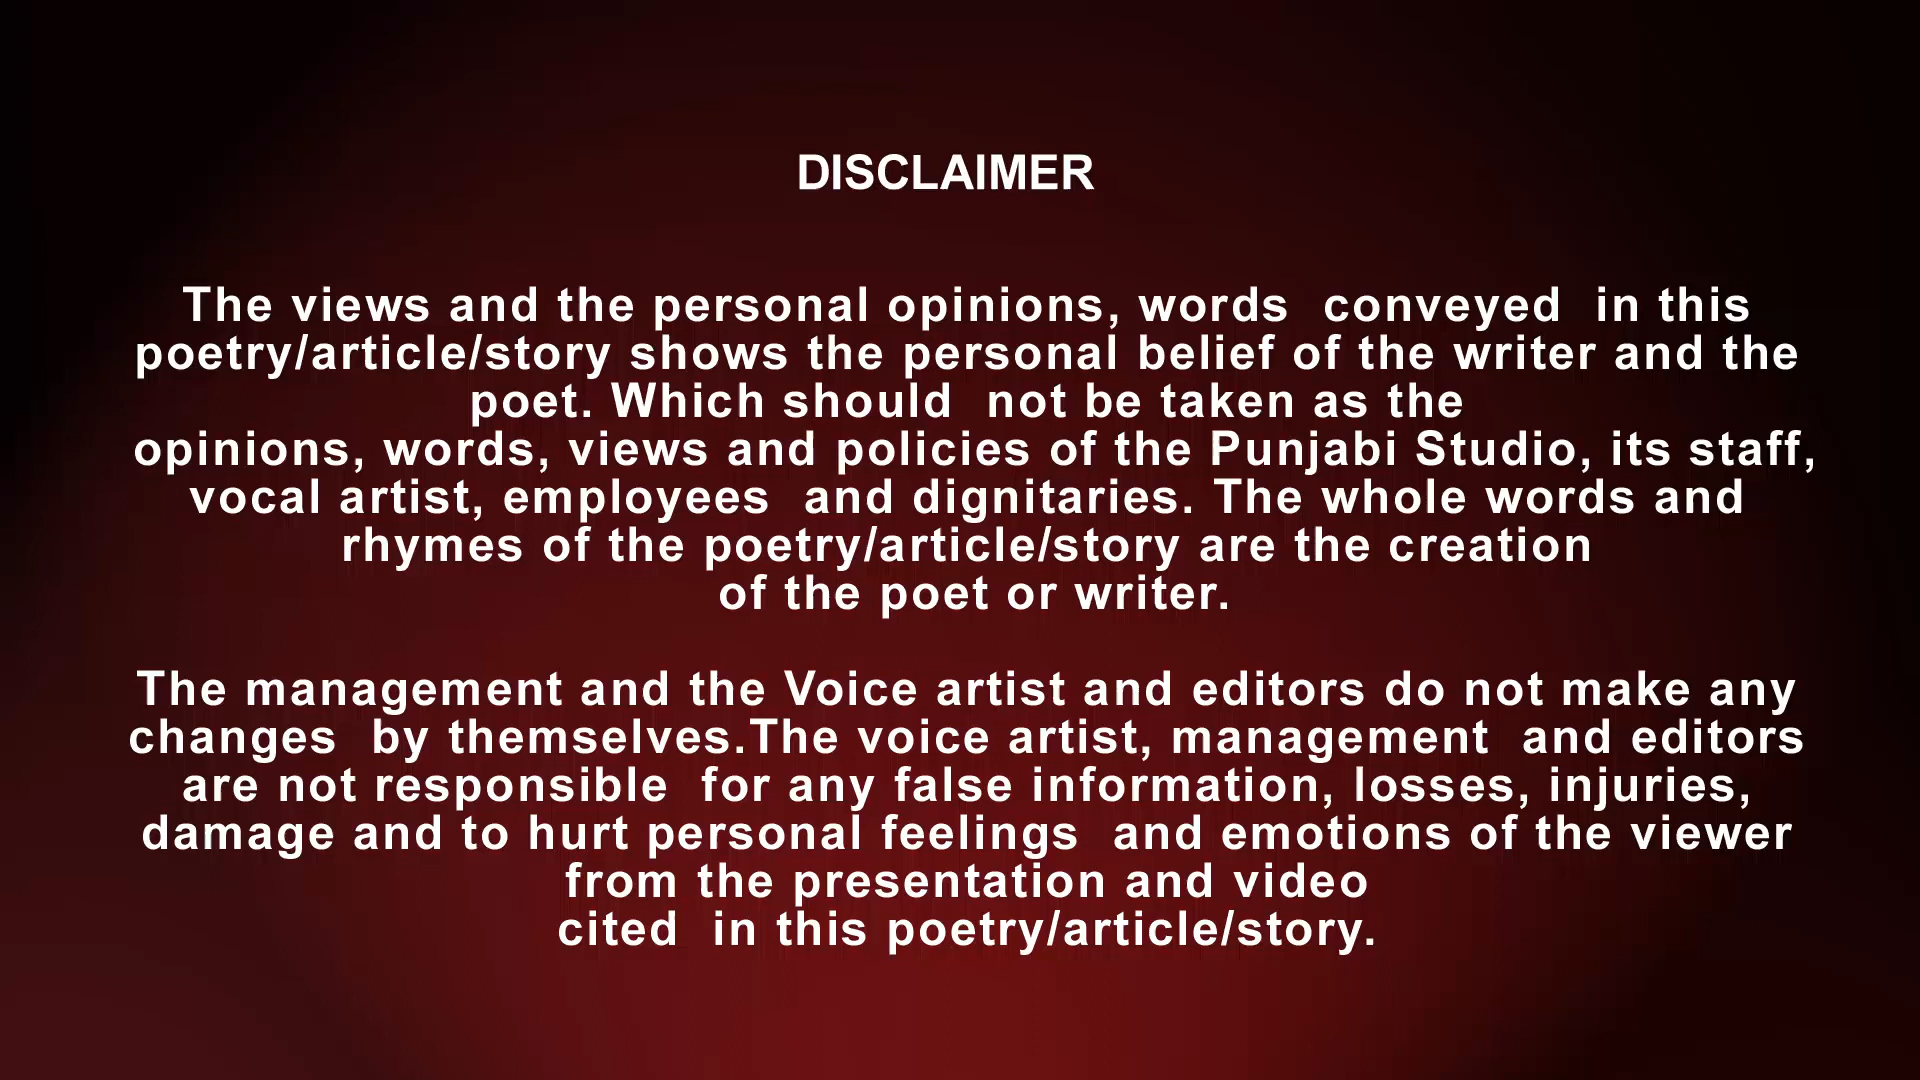 DISCLAIMER
The views and the personal opinions, words  conveyed  in this
poetry/article/story shows the personal belief of the writer and the
poet. Which should  not be taken as the
opinions, words, views and policies of the Punjabi Studio, its staff,
vocal artist, employees  and dignitaries. The whole words and
rhymes of the poetry/article/story are the creation
of the poet or writer.
The management and the Voice artist and editors do not make any
changes  by themselves.The voice artist, management  and editors
are not responsible  for any false information, losses, injuries,
damage and to hurt personal feelings  and emotions of the viewer
from the presentation and video
cited  in this poetry/article/story.